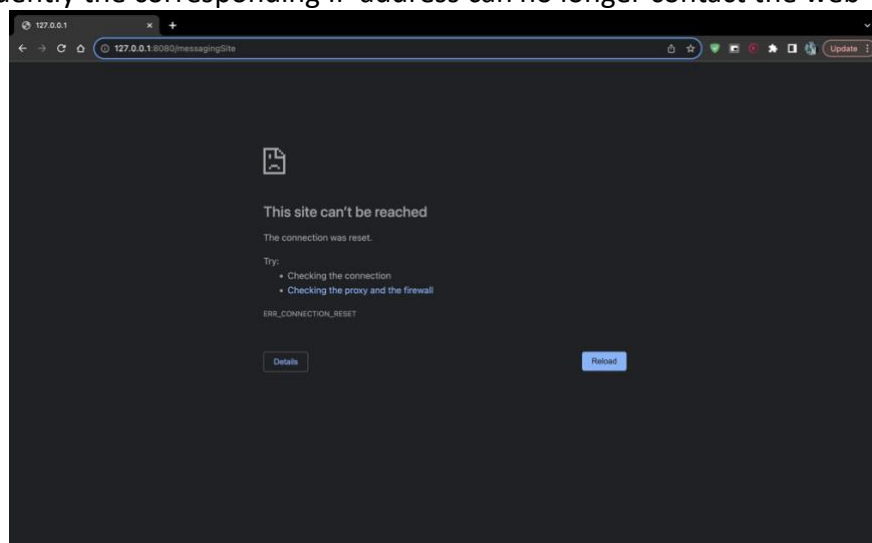 the corresponding IP address can no longer contact the web
127.0.0.1
127.0.0.1:8080/messagingSite
Update
This site can't be reached
The connection was reset.
Try:
• Checking the connection
• Checking the proxy and the firewall
ERR_CONNECTION_RESET
Details
Reload